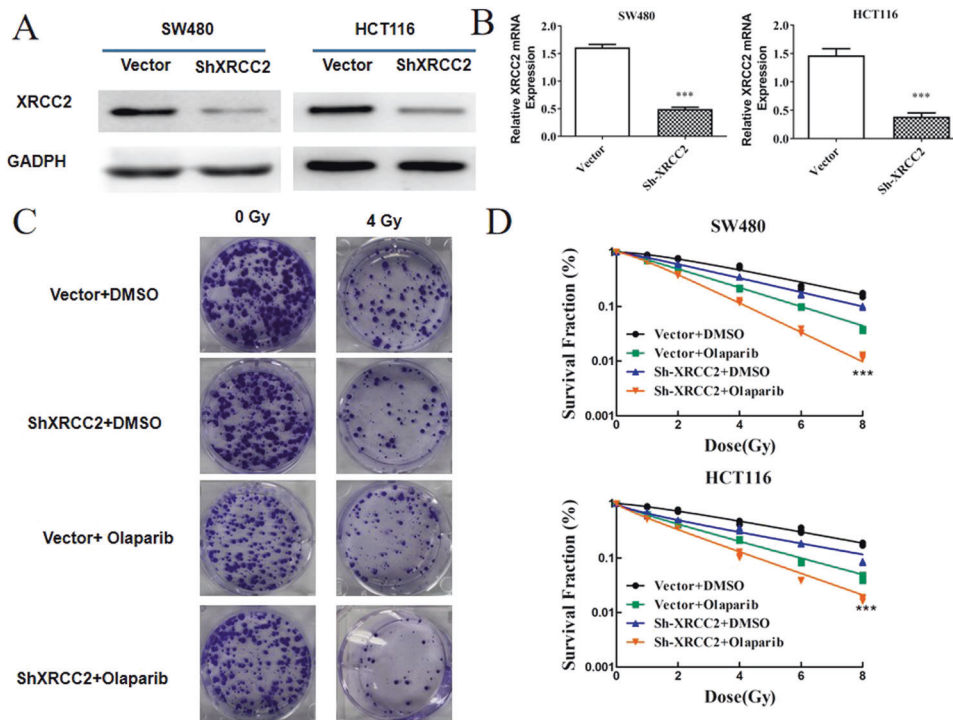 A
SW480
HCT116
Vector
ShXRCC2
Vector
ShXRCC2
XRCC2
GADPH
B
SW480
Relative XRCC2 mRNA
Expression
2.0
1.5
1.0
0.5
0.0
***
Vector
Sh-XRCC2
HCT116
Relative XRCC2 mRNA
Expression
2.0
1.5
1.0
0.5
0.0
***
Vector
Sh-XRCC2
C
0 Gy
4 Gy
Vector+DMSO
ShXRCC2+DMSO
Vector+ Olaparib
ShXRCC2+Olaparib
D
SW480
Survival Fraction (%)
1
0.1
0.01
0.001
Vector+DMSO
Vector+Olaparib
Sh-XRCC2+DMSO
Sh-XRCC2+Olaparib
***
0 2 4 6 8
Dose(Gy)
HCT116
Survival Fraction (%)
1
0.1
0.01
0.001
Vector+DMSO
Vector+Olaparib
Sh-XRCC2+DMSO
Sh-XRCC2+Olaparib
***
0 2 4 6 8
Dose(Gy)